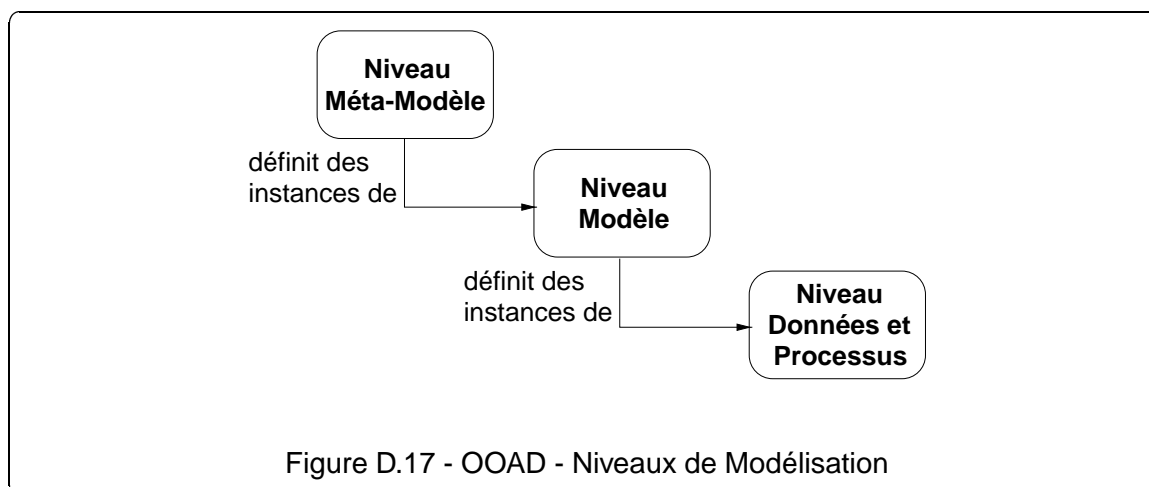 Niveau
Méta-Modèle
définit des
instances de
Niveau
Modèle
définit des
instances de
Niveau
Données et
Processus
Figure D.17 - OOAD - Niveaux de Modélisation